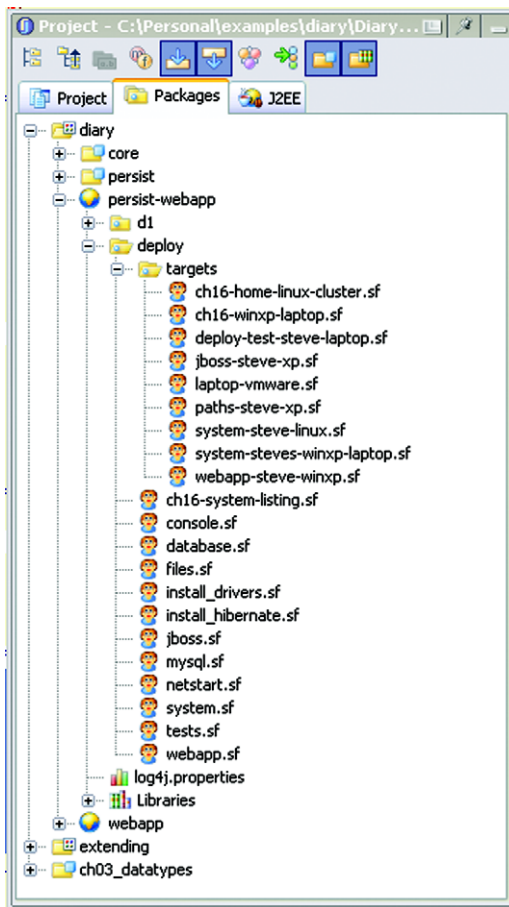 Project - C:\Personal\examples\diary\Diary...
Project Packages J2EE
diary
core
persist
persist-webapp
d1
deploy
targets
ch16-home-linux-cluster.sf
ch16-winxp-laptop.sf
deploy-test-steve-laptop.sf
jboss-steve-xp.sf
laptop-vmware.sf
paths-steve-xp.sf
system-steve-linux.sf
system-steves-winxp-laptop.sf
webapp-steve-winxp.sf
ch16-system-listing.sf
console.sf
database.sf
files.sf
install_drivers.sf
install_hibernate.sf
jboss.sf
mysql.sf
netstart.sf
system.sf
tests.sf
webapp.sf
log4j.properties
Libraries
webapp
extending
ch03_datatypes